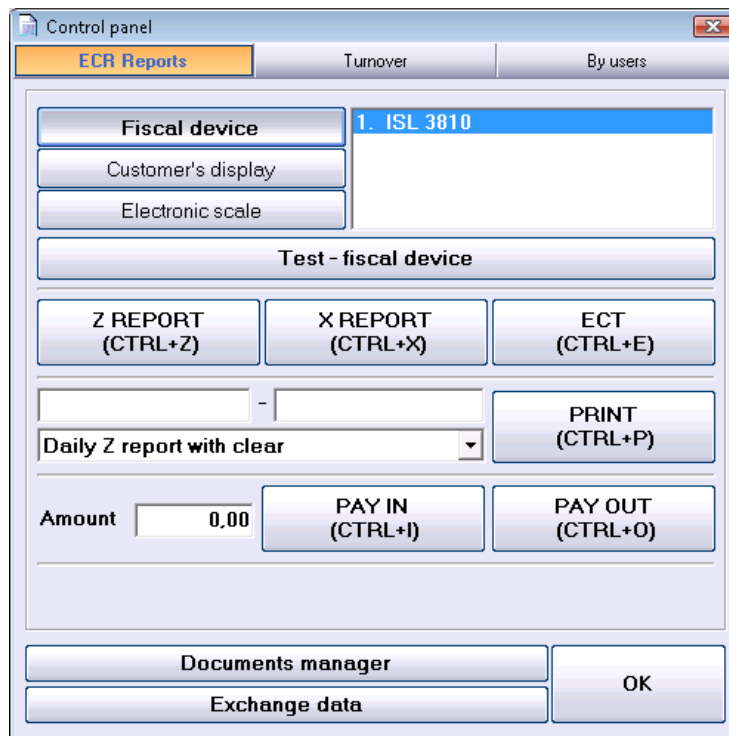 Control panel
ECR Reports
Turnover
By users
Fiscal device
1. ISL 3810
Customer's display
Electronic scale
Test - fiscal device
Z REPORT
(CTRL+Z)
X REPORT
(CTRL+X)
ECT
(CTRL+E)
-
Daily Z report with clear
PRINT
(CTRL+P)
Amount
0,00
PAY IN
(CTRL+I)
PAY OUT
(CTRL+O)
Documents manager
Exchange data
OK